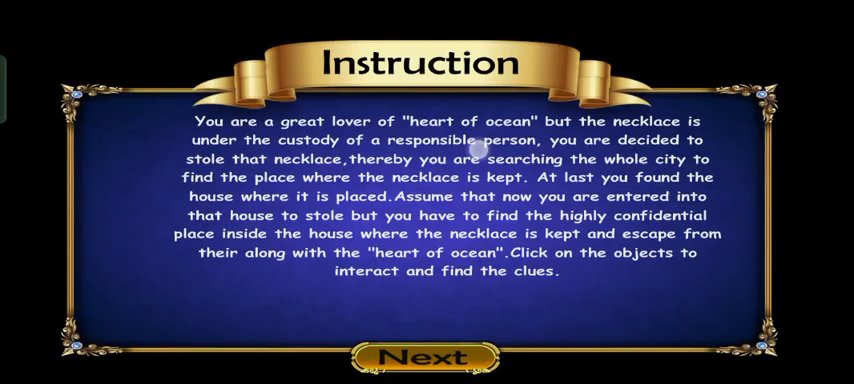 Instruction
You are a great lover of "heart of ocean" but the necklace is
under the custody of a responsible person, you are decided to
stole that necklace,thereby you are searching the whole city to
find the place where the necklace is kept. At last you found the
house where it is placed.Assume that now you are entered into
that house to stole but you have to find the highly confidential
place inside the house where the necklace is kept and escape from
their along with the "heart of ocean".Click on the objects to
interact and find the clues.
Next